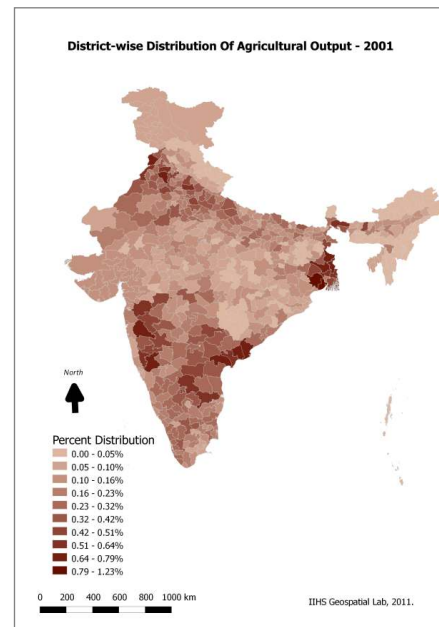 District-wise Distribution Of Agricultural Output - 2001
North
Percent Distribution
0.00 - 0.05%
0.05 - 0.10%
0.10 - 0.16%
0.16 - 0.23%
0.23 - 0.32%
0.32 - 0.42%
0.42 - 0.51%
0.51 - 0.64%
0.64 - 0.79%
0.79 - 1.23%
0 200 400 600 800 1000 km
IIHS Geospatial Lab, 2011.